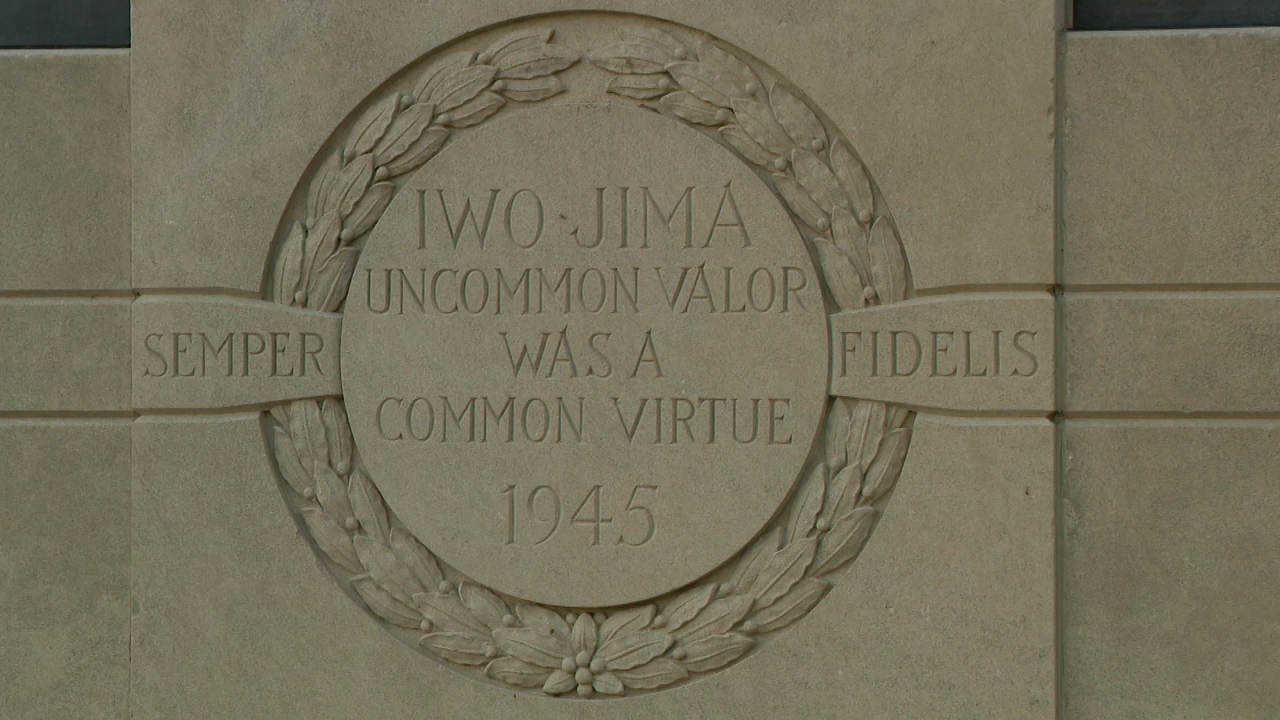 IWO·JIMA
UNCOMMON VALOR
SEMPER WAS A FIDELIS
COMMON VIRTUE
1945